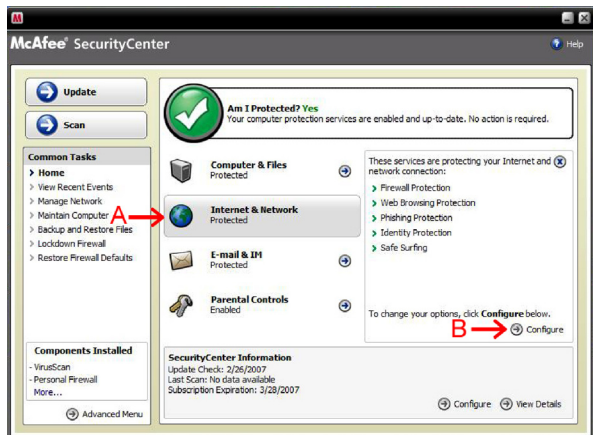 McAfee® SecurityCenter
Help
Update
Scan
Common Tasks
> Home
> View Recent Events
> Manage Network
> Maintain Computer
> Backup and Restore Files
> Lockdown Firewall
> Restore Firewall Defaults
Components Installed
- VirusScan
- Personal Firewall
More...
Advanced Menu
Am I Protected? Yes
Your computer protection services are enabled and up-to-date. No action is required.
Computer & Files
Protected
A
Internet & Network
Protected
E-mail & IM
Protected
Parental Controls
Enabled
These services are protecting your Internet and
network connection:
> Firewall Protection
> Web Browsing Protection
> Phishing Protection
> Identity Protection
> Safe Surfing
To change your options, click Configure below.
B
Configure
SecurityCenter Information
Update Check: 2/26/2007
Last Scan: No data available
Subscription Expiration: 3/28/2007
Configure
View Details